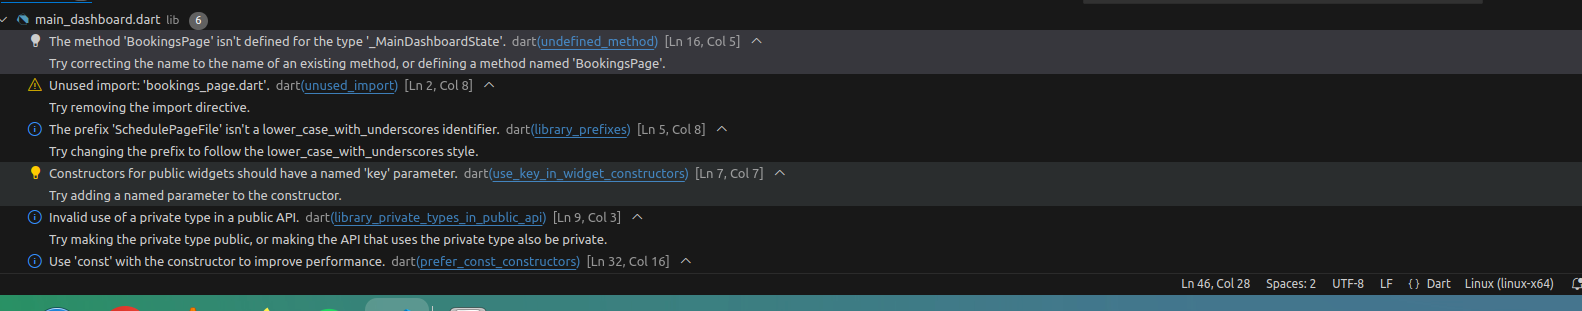 main_dashboard.dart lib 6
The method 'BookingsPage' isn't defined for the type '_MainDashboardState'. dart(undefined_method) [Ln 16, Col 5]
Try correcting the name to the name of an existing method, or defining a method named 'BookingsPage'.
Unused import: 'bookings_page.dart'. dart(unused_import) [Ln 2, Col 8]
Try removing the import directive.
The prefix 'SchedulePageFile' isn't a lower_case_with_underscores identifier. dart(library_prefixes) [Ln 5, Col 8]
Try changing the prefix to follow the lower_case_with_underscores style.
Constructors for public widgets should have a named 'key' parameter. dart(use_key_in_widget_constructors) [Ln 7, Col 7]
Try adding a named parameter to the constructor.
Invalid use of a private type in a public API. dart(library_private_types_in_public_api) [Ln 9, Col 3]
Try making the private type public, or making the API that uses the private type also be private.
Use 'const' with the constructor to improve performance. dart(prefer_const_constructors) [Ln 32, Col 16]
Ln 46, Col 28 Spaces: 2 UTF-8 LF {} Dart Linux (linux-x64)